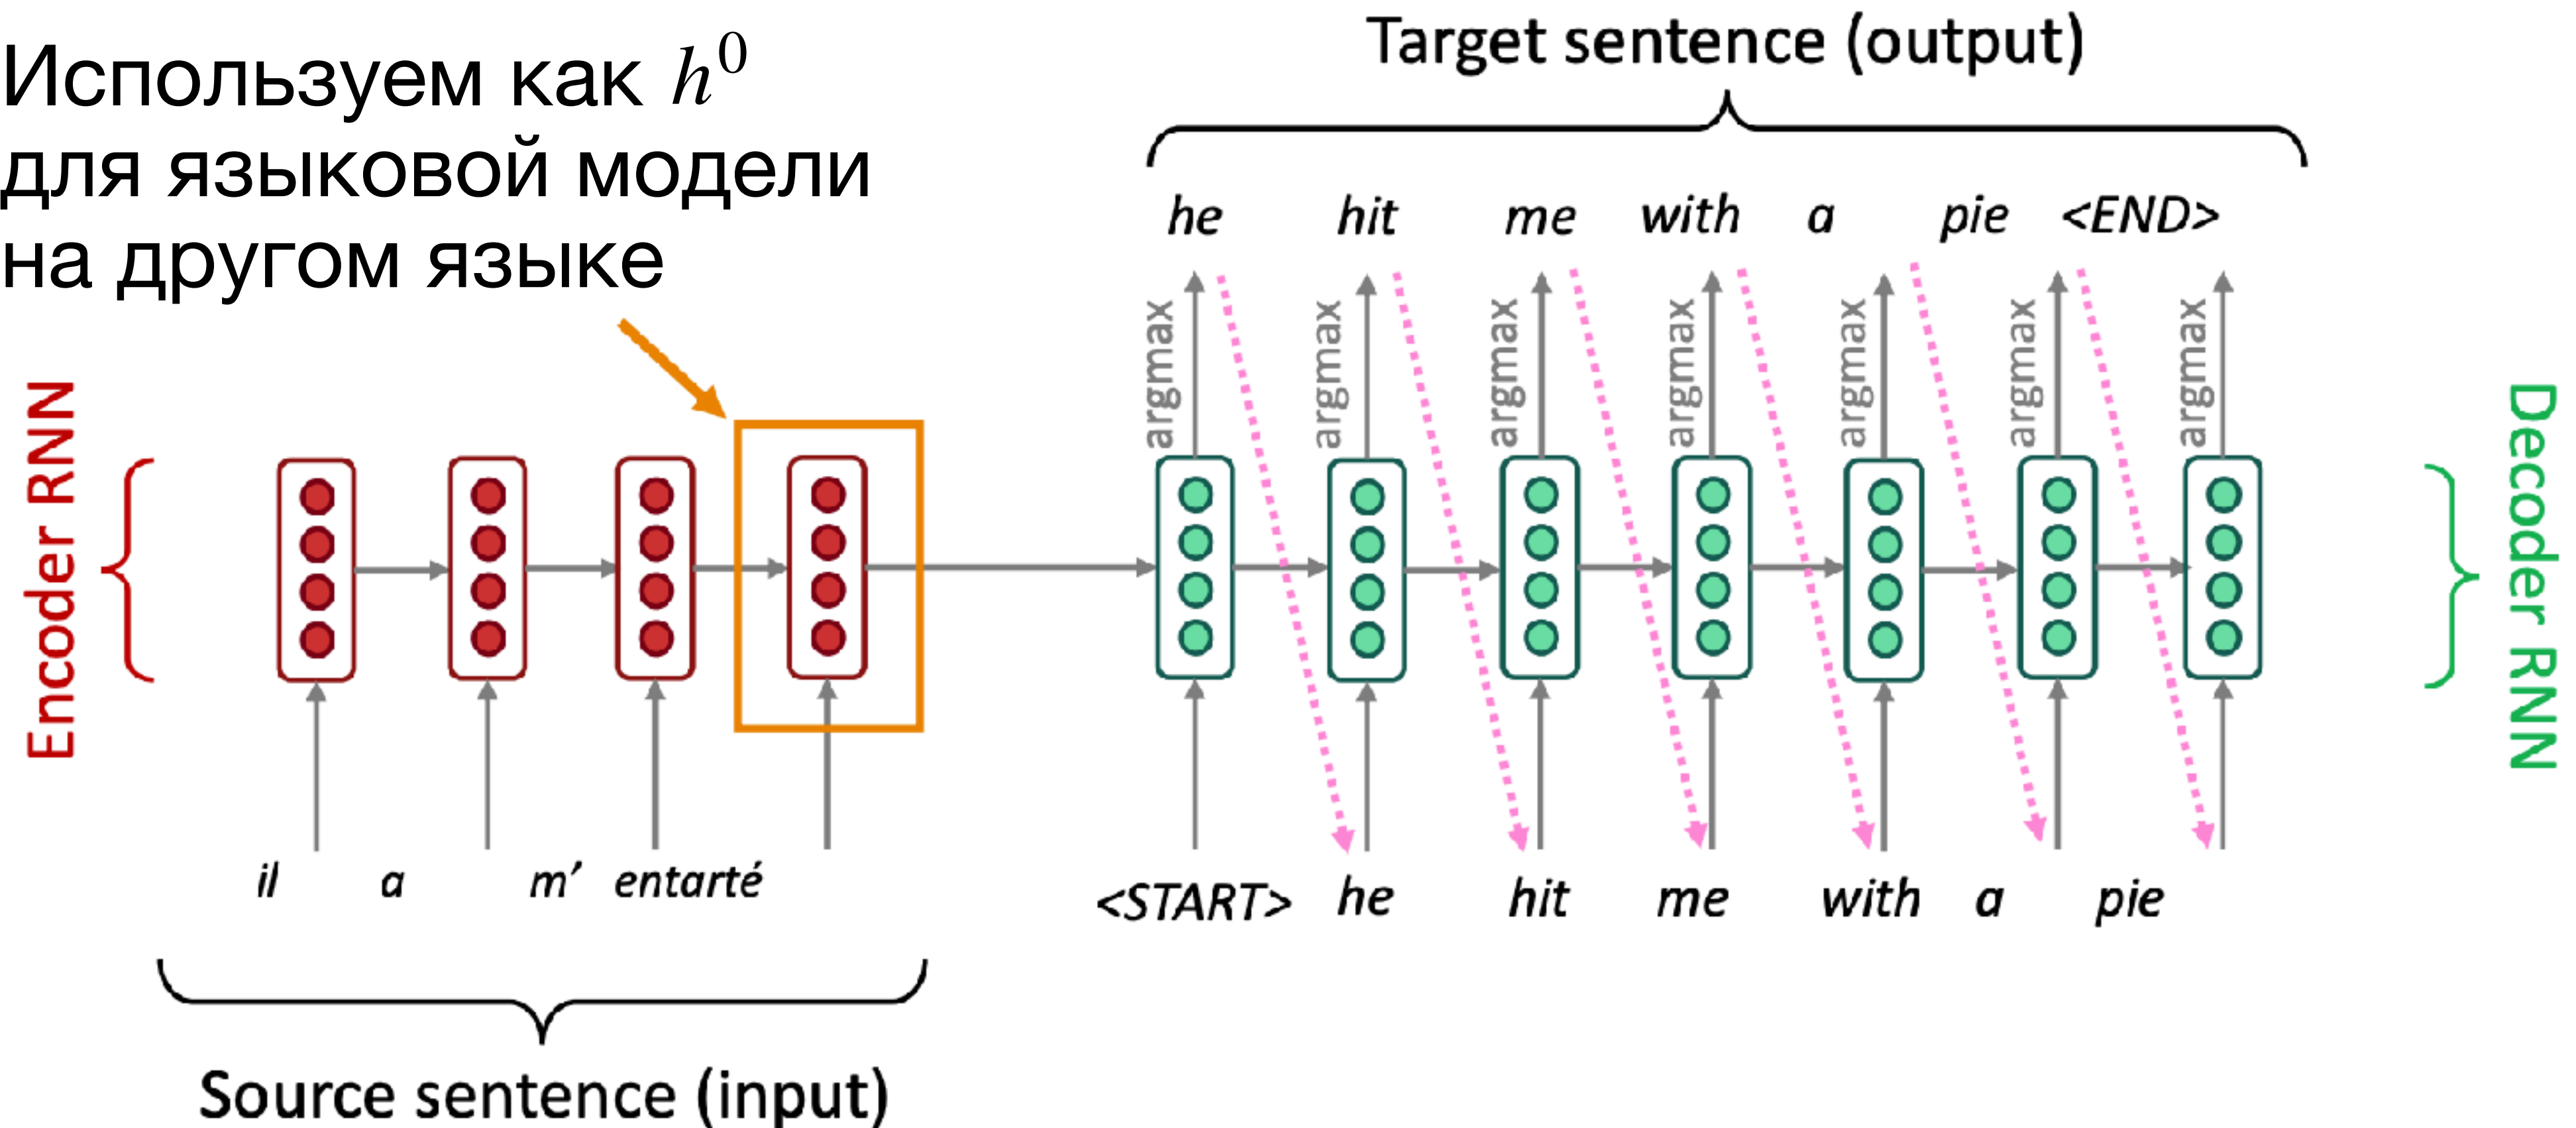 Используем как h⁰
для языковой модели
на другом языке
Target sentence (output)
he hit me with a pie <END>
argmax argmax argmax argmax argmax argmax argmax
Encoder RNN
Decoder RNN
il a m’ entarté
<START> he hit me with a pie
Source sentence (input)